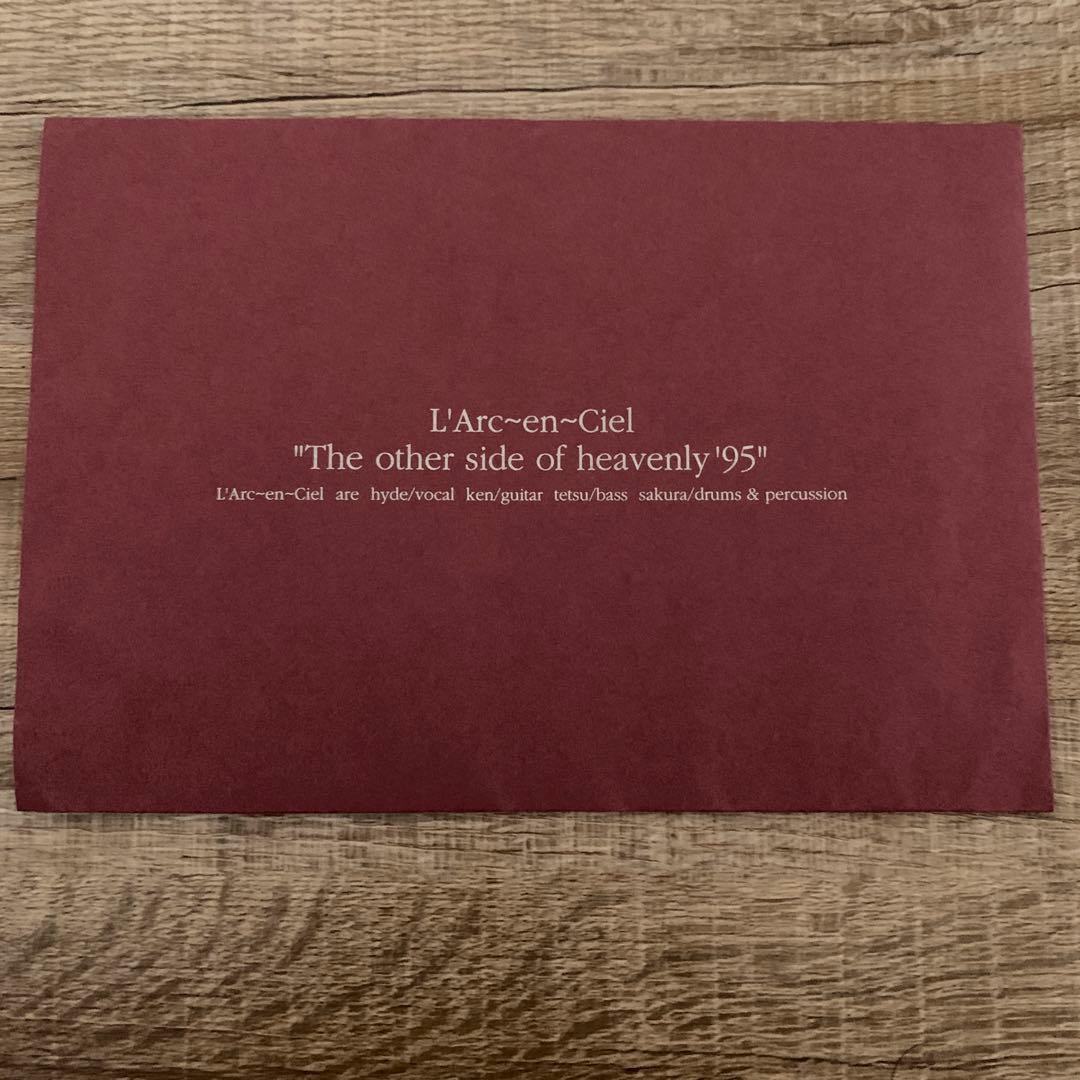 L'Arc~en~Ciel
"The other side of heavenly '95"
L'Arc~en~Ciel are hyde/vocal ken/guitar tetsu/bass sakura/drums & percussion